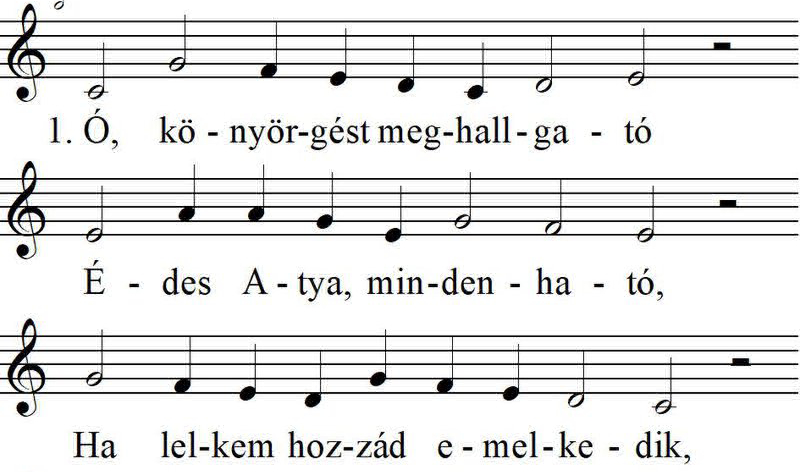 1. Ó, kö - nyör-gést meg-hall-ga - tó
É - des A - tya, min-den - ha - tó,
Ha lel-kem hoz-zád e - mel-ke - dik,